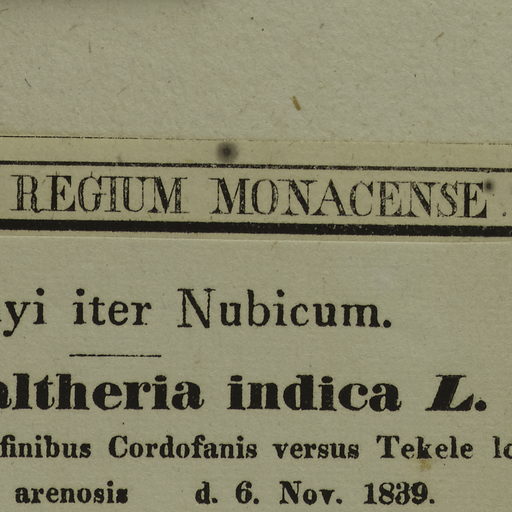 REGIUM MONACENSE.
yi iter Nubicum.
altheria indica L.
finibus Cordofanis versus Tekele lo
arenosis d. 6. Nov. 1839.